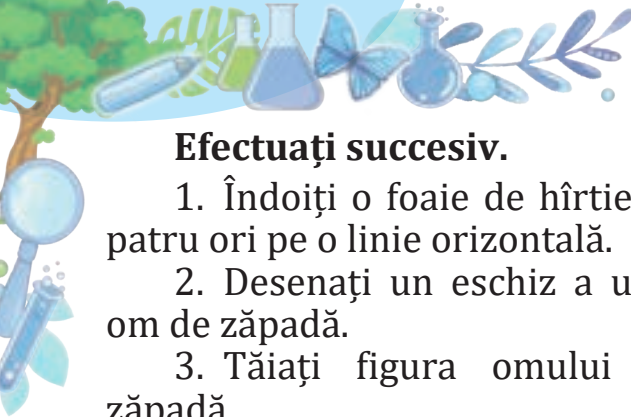 Efectuați succesiv.
1. Îndoiți o foaie de hîrtie
patru ori pe o linie orizontală.
2. Desenați un eschiz a u
om de zăpadă.
3. Tăiați figura omului
zăpadă